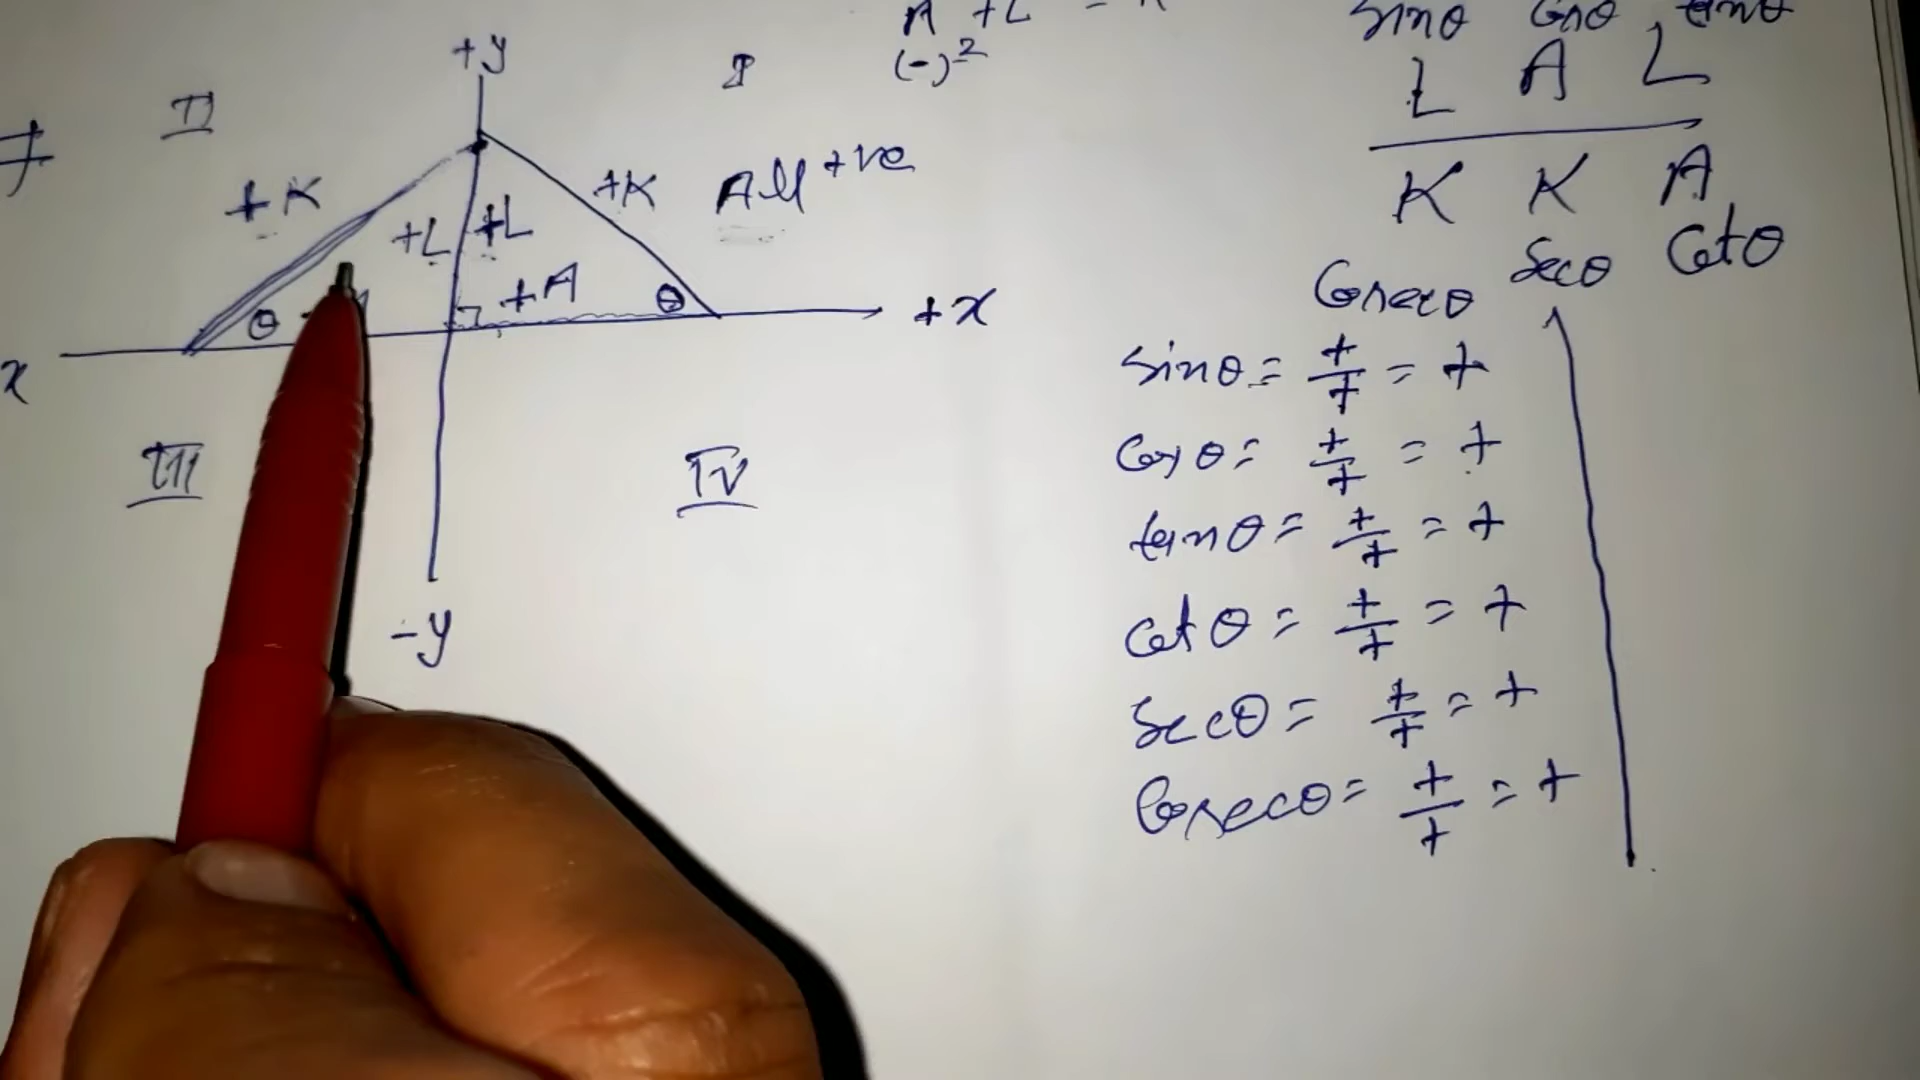 sinθ Cosθ tanθ
L A L
K K A
Cosecθ Secθ Cotθ
(-)²
+y
II
I
+K
+K
All +ve
+L +L
+A
θ
θ
+x
x
III
IV
-y
sinθ = +/+ = +
Cosθ = +/+ = +
tanθ = +/+ = +
Cotθ = +/+ = +
Secθ = +/+ = +
Cosecθ = +/+ = +